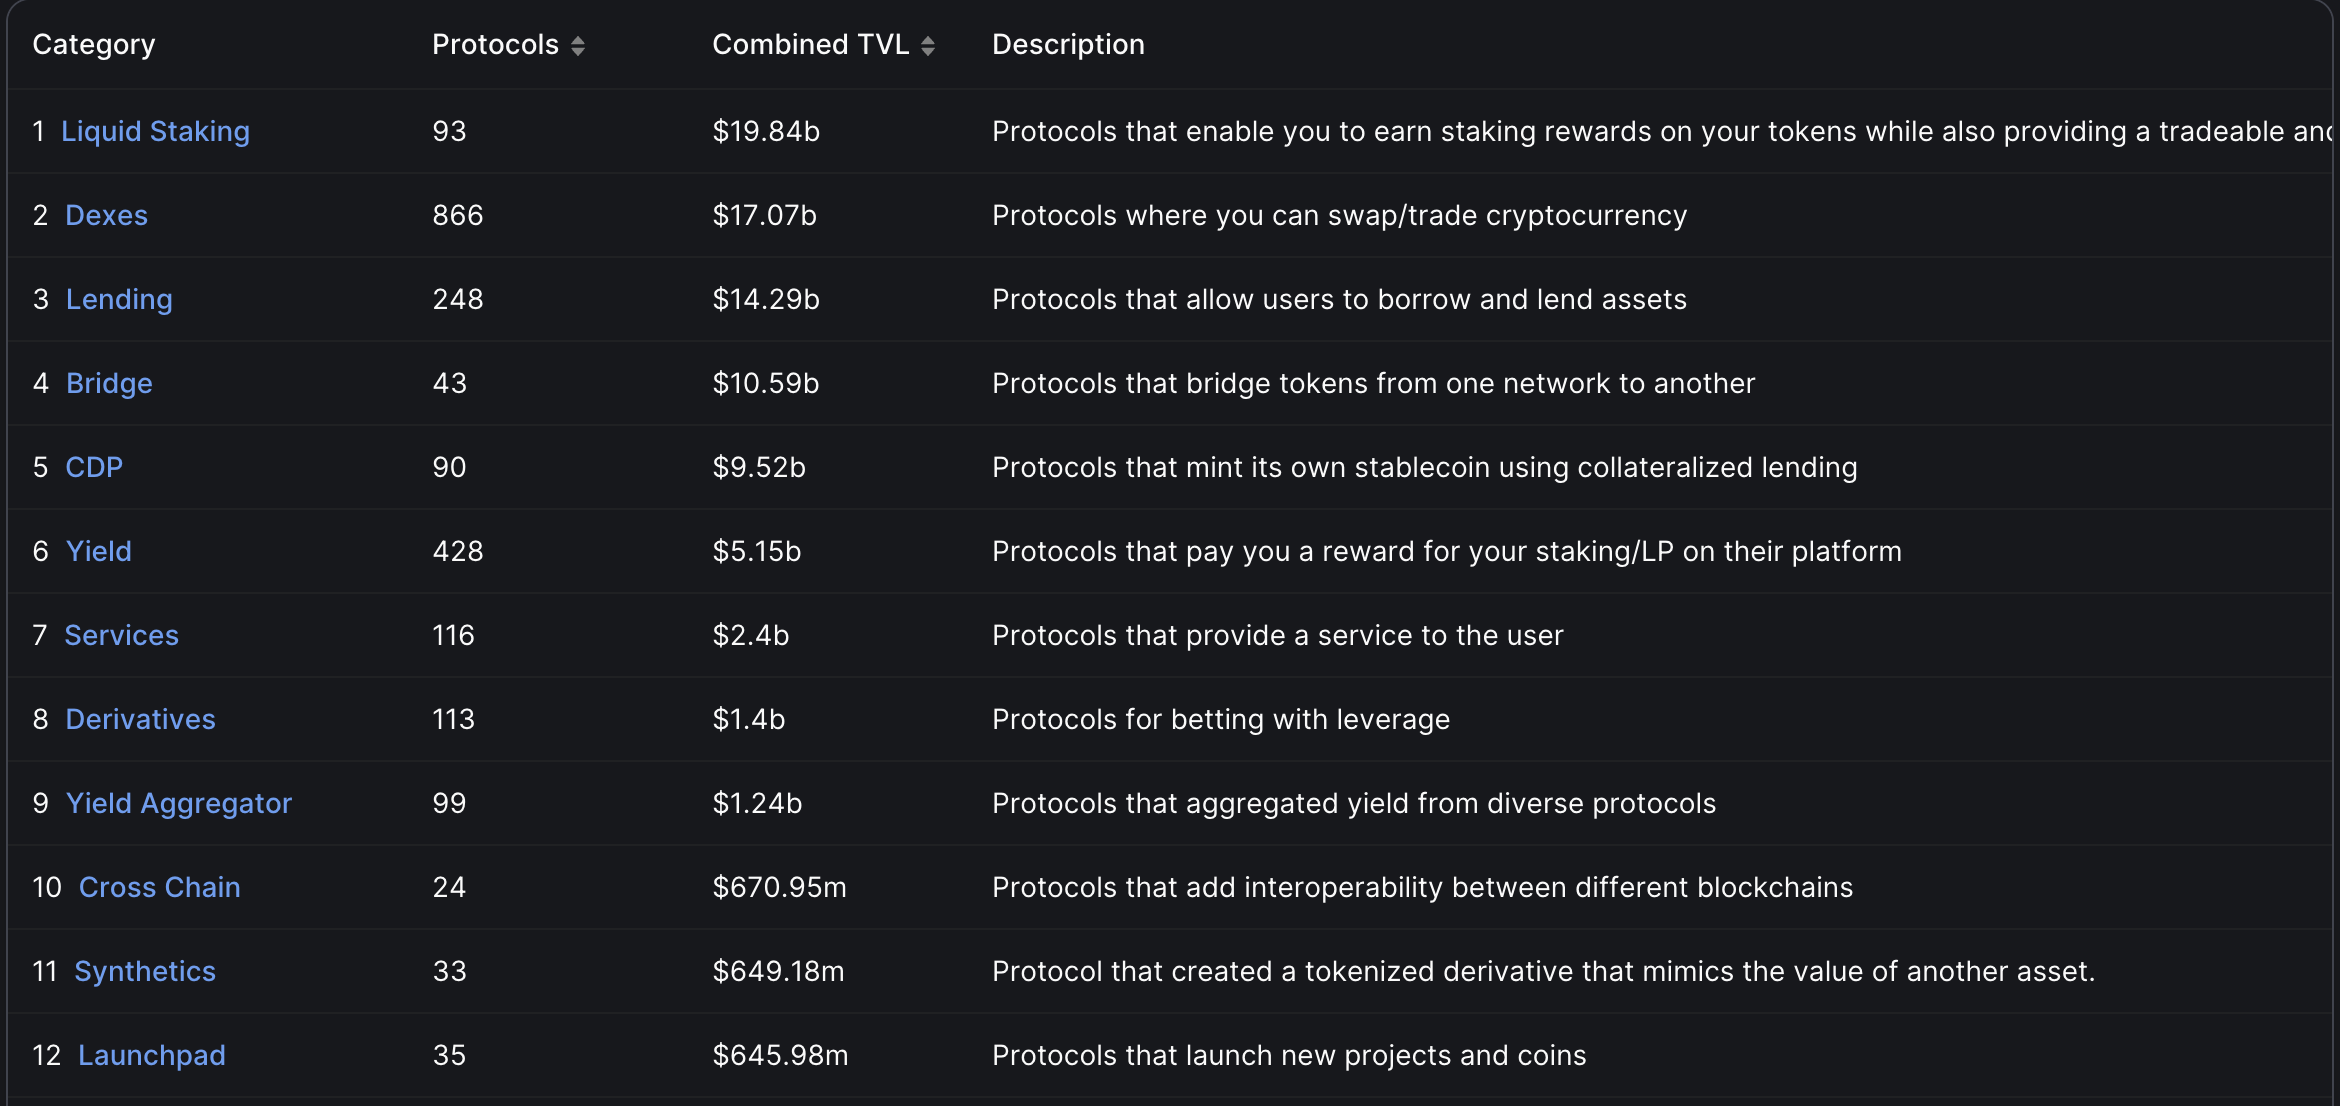 Category Protocols Combined TVL Description
1 Liquid Staking 93 $19.84b Protocols that enable you to earn staking rewards on your tokens while also providing a tradeable
2 Dexes 866 $17.07b Protocols where you can swap/trade cryptocurrency
3 Lending 248 $14.29b Protocols that allow users to borrow and lend assets
4 Bridge 43 $10.59b Protocols that bridge tokens from one network to another
5 CDP 90 $9.52b Protocols that mint its own stablecoin using collateralized lending
6 Yield 428 $5.15b Protocols that pay you a reward for your staking/LP on their platform
7 Services 116 $2.4b Protocols that provide a service to the user
8 Derivatives 113 $1.4b Protocols for betting with leverage
9 Yield Aggregator 99 $1.24b Protocols that aggregated yield from diverse protocols
10 Cross Chain 24 $670.95m Protocols that add interoperability between different blockchains
11 Synthetics 33 $649.18m Protocol that created a tokenized derivative that mimics the value of another asset.
12 Launchpad 35 $645.98m Protocols that launch new projects and coins